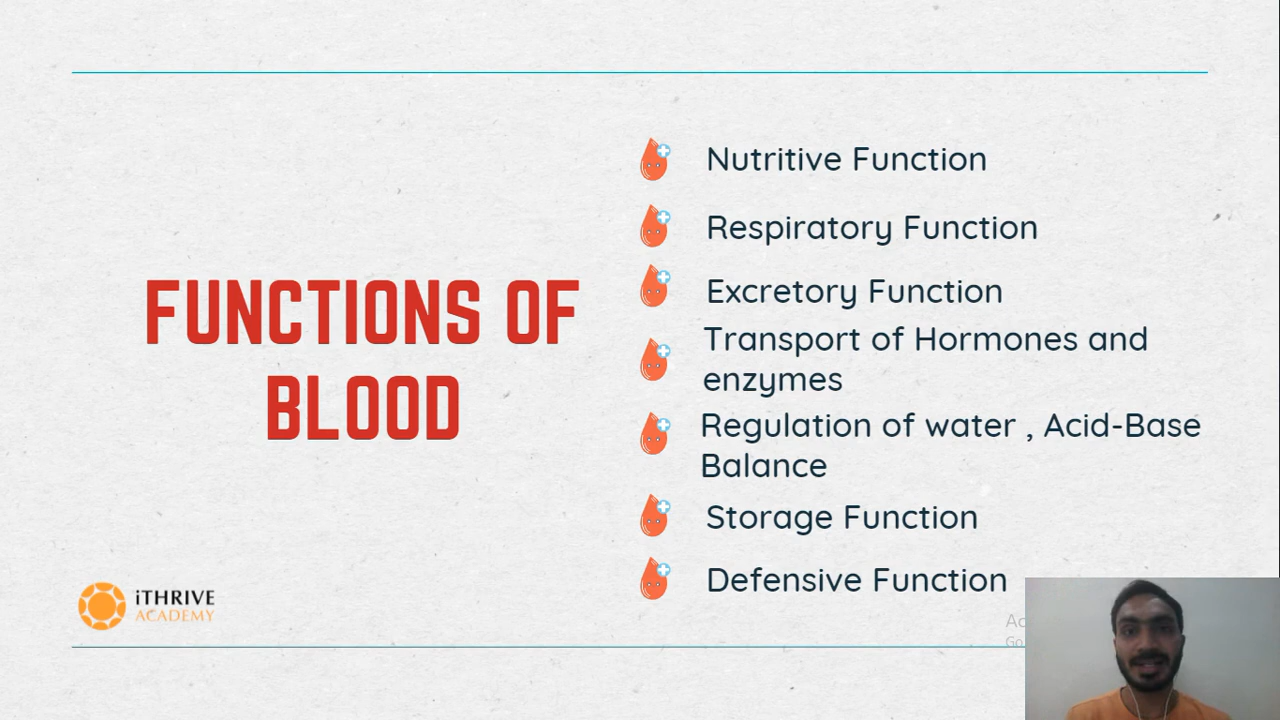 FUNCTIONS OF
BLOOD
Nutritive Function
Respiratory Function
Excretory Function
Transport of Hormones and
enzymes
Regulation of water , Acid-Base
Balance
Storage Function
Defensive Function
iTHRIVE
ACADEMY
Go